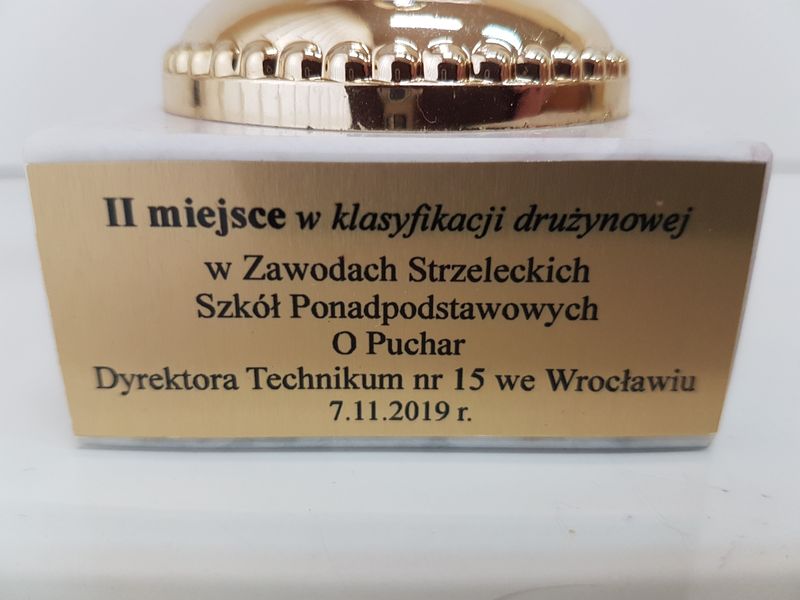 II miejsce w klasyfikacji drużynowej
w Zawodach Strzeleckich
Szkół Ponadpodstawowych
O Puchar
Dyrektora Technikum nr 15 we Wrocławiu
7.11.2019 r.